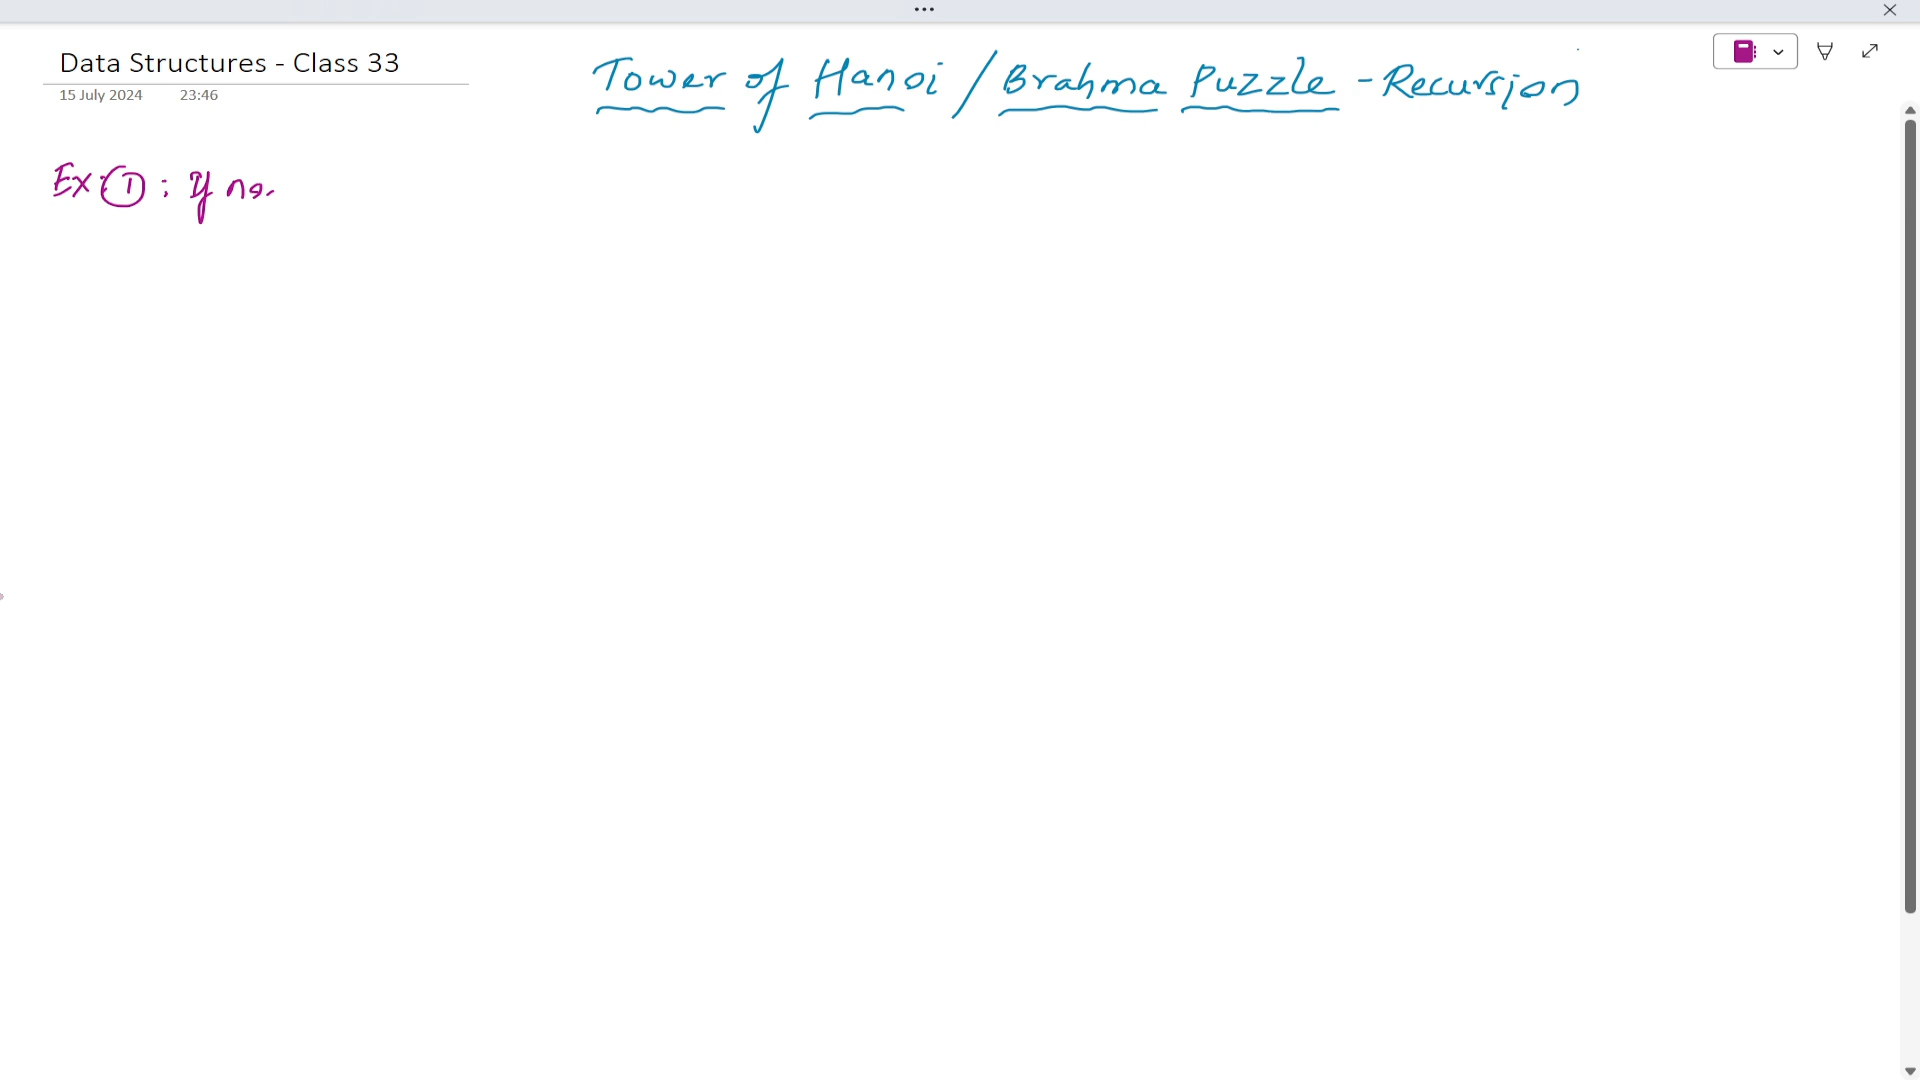 Data Structures - Class 33
15 July 2024 23:46
Tower of Hanoi / Brahma Puzzle - Recursion
Ex: ① : If no.